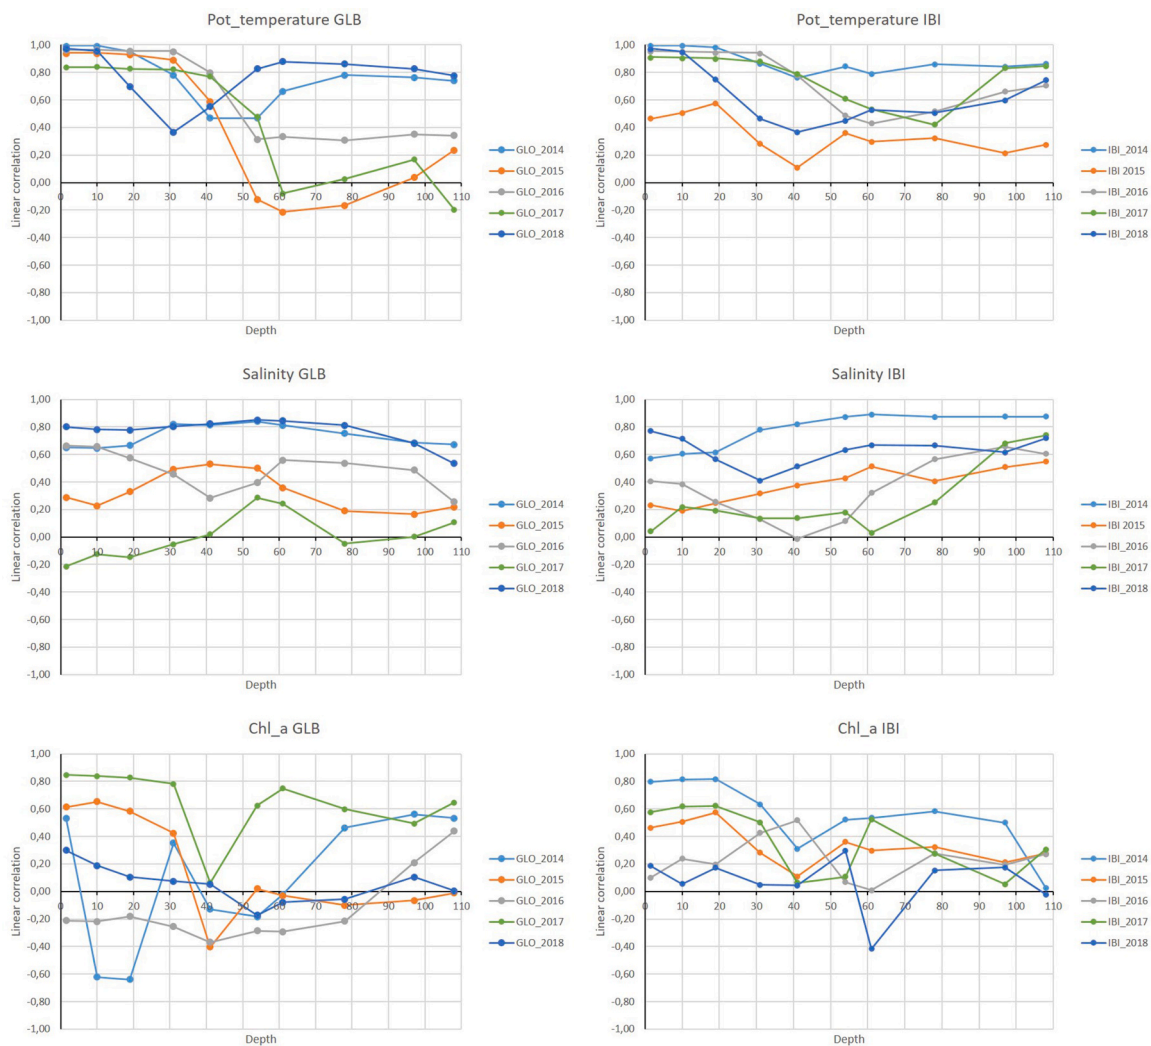 Pot_temperature GLB
1,00
0,80
0,60
0,40
0,20
0,00
-0,20
-0,40
-0,60
-0,80
-1,00
0 10 20 30 40 50 60 70 80 90 100 110
Linear correlation
Depth
GLO_2014
GLO_2015
GLO_2016
GLO_2017
GLO_2018
Pot_temperature IBI
1,00
0,80
0,60
0,40
0,20
0,00
-0,20
-0,40
-0,60
-0,80
-1,00
0 10 20 30 40 50 60 70 80 90 100 110
Linear correlation
Depth
IBI_2014
IBI 2015
IBI_2016
IBI_2017
IBI_2018
Salinity GLB
1,00
0,80
0,60
0,40
0,20
0,00
-0,20
-0,40
-0,60
-0,80
-1,00
0 10 20 30 40 50 60 70 80 90 100 110
Linear correlation
Depth
GLO_2014
GLO_2015
GLO_2016
GLO_2017
GLO_2018
Salinity IBI
1,00
0,80
0,60
0,40
0,20
0,00
-0,20
-0,40
-0,60
-0,80
-1,00
0 10 20 30 40 50 60 70 80 90 100 110
Linear correlation
Depth
IBI_2014
IBI 2015
IBI_2016
IBI_2017
IBI_2018
Chl_a GLB
1,00
0,80
0,60
0,40
0,20
0,00
-0,20
-0,40
-0,60
-0,80
-1,00
0 10 20 30 40 50 60 70 80 90 100 110
Linear correlation
Depth
GLO_2014
GLO_2015
GLO_2016
GLO_2017
GLO_2018
Chl_a IBI
1,00
0,80
0,60
0,40
0,20
0,00
-0,20
-0,40
-0,60
-0,80
-1,00
0 10 20 30 40 50 60 70 80 90 100 110
Linear correlation
Depth
IBI_2014
IBI_2015
IBI_2016
IBI_2017
IBI_2018